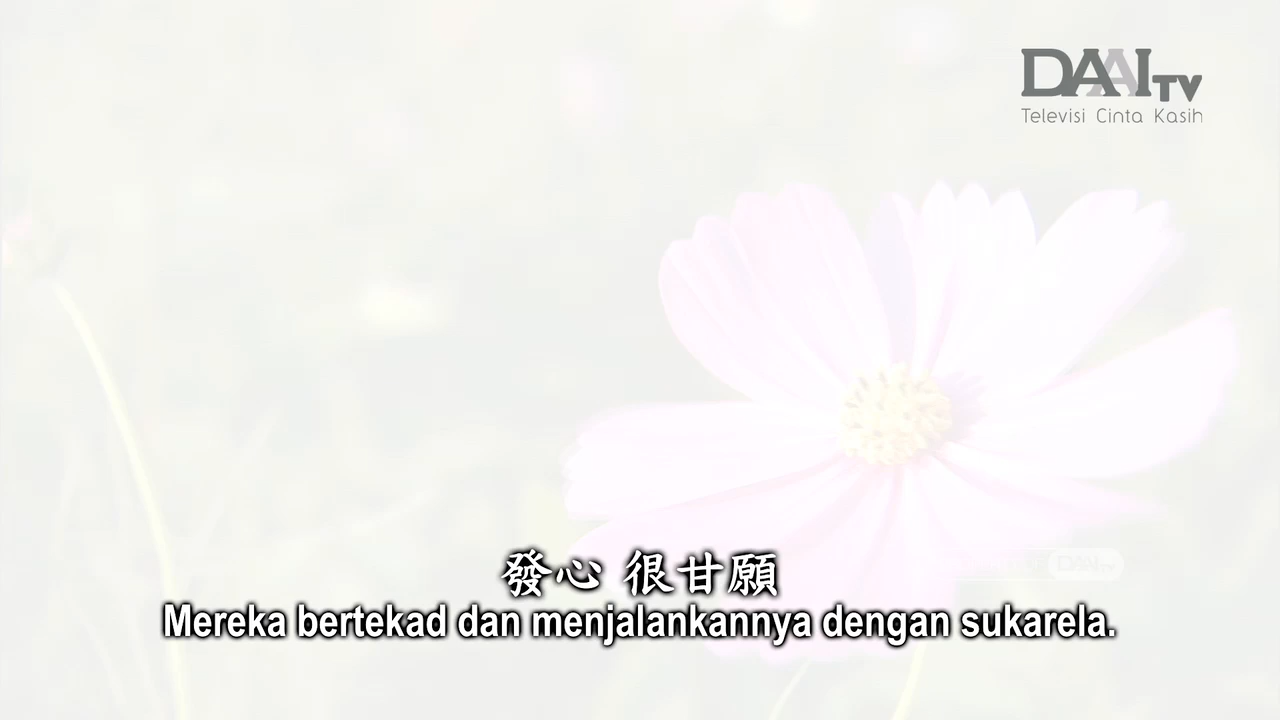 DAAI TV
Televisi Cinta Kasih
發心 很甘願
Mereka bertekad dan menjalankannya dengan sukarela.